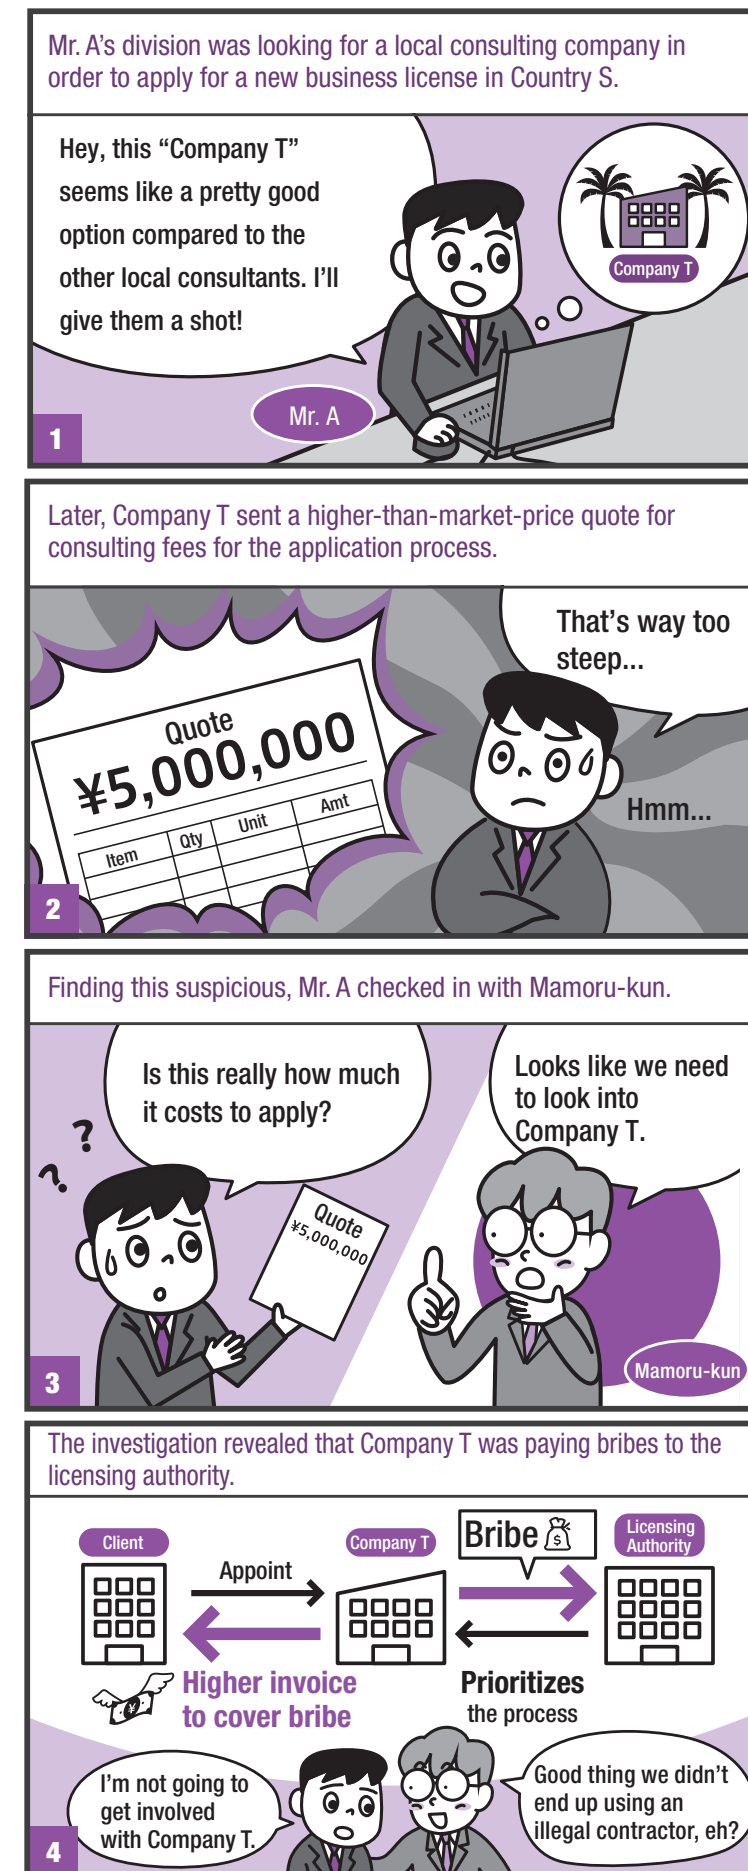 Mr. A’s division was looking for a local consulting company in
order to apply for a new business license in Country S.
Hey, this “Company T”
seems like a pretty good
option compared to the
other local consultants. I’ll
give them a shot!
Company T
Mr. A
1
Later, Company T sent a higher-than-market-price quote for
consulting fees for the application process.
That’s way too
steep...
Quote
¥5,000,000
Item Qty Unit Amt
Hmm...
2
Finding this suspicious, Mr. A checked in with Mamoru-kun.
Is this really how much
it costs to apply?
Looks like we need
to look into
Company T.
? ?
Quote
¥5,000,000
Mamoru-kun
3
The investigation revealed that Company T was paying bribes to the
licensing authority.
Client
Appoint
Company T
Bribe $
Licensing
Authority
Higher invoice
to cover bribe
¥
Prioritizes
the process
I’m not going to
get involved
with Company T.
Good thing we didn’t
end up using an
illegal contractor, eh?
4